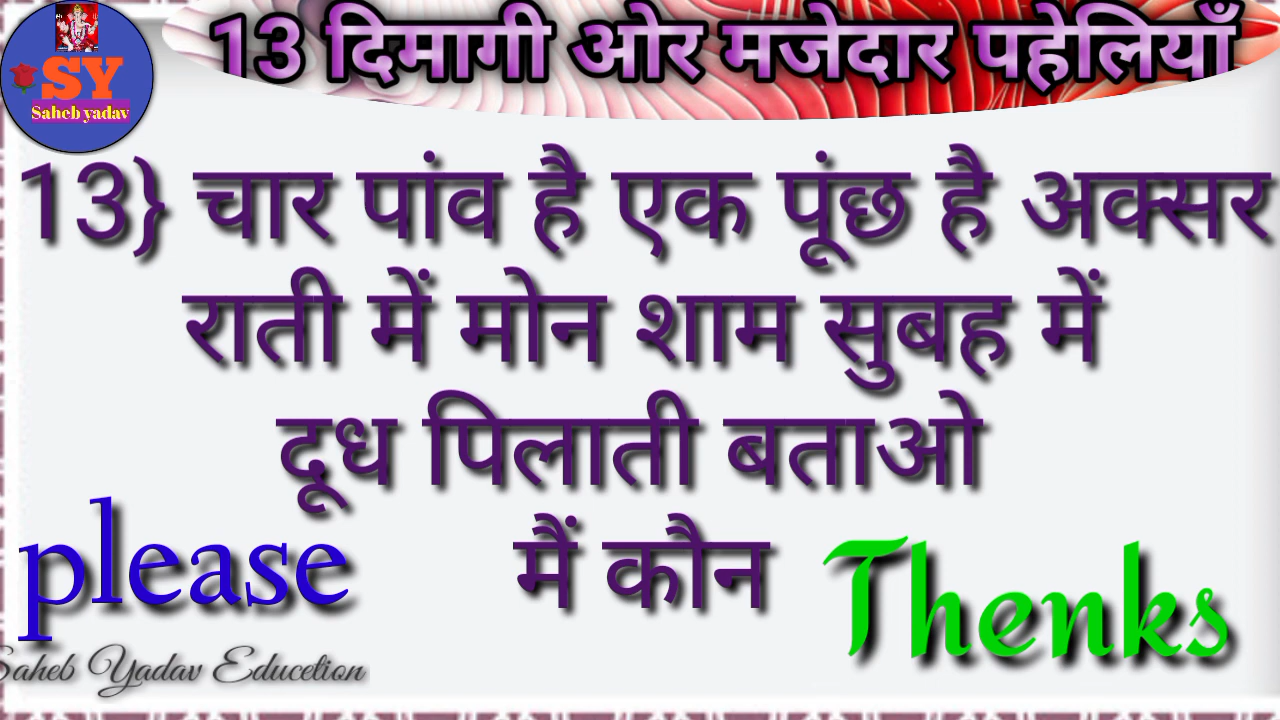 SY
Saheb yadav
13 दिमागी ओर मजेदार पहेलियाँ
13} चार पांव है एक पूंछ है अक्सर
राती में मोन शाम सुबह में
दूध पिलाती बताओ
मैं कौन
please
Thenks
Saheb Yadav Educetion